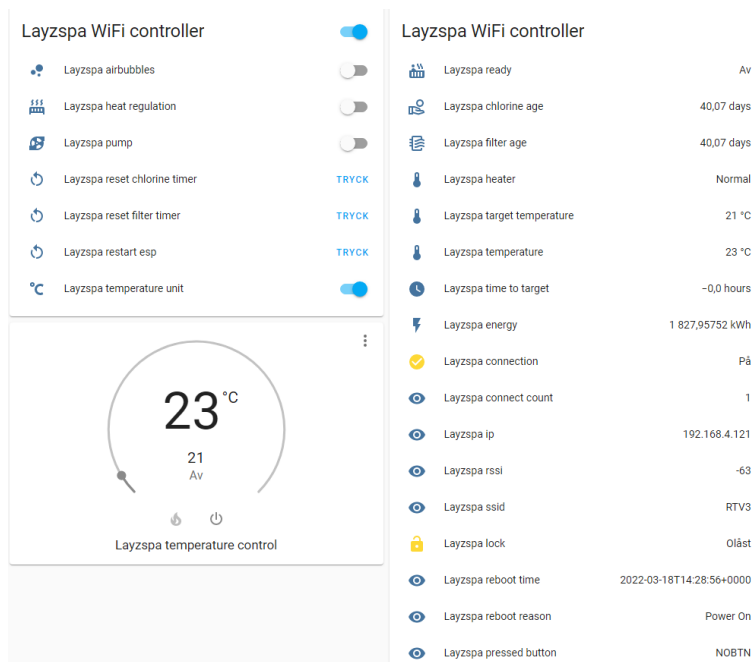 Layzspa WiFi controller
Layzspa airbubbles
Layzspa heat regulation
Layzspa pump
Layzspa reset chlorine timer TRYCK
Layzspa reset filter timer TRYCK
Layzspa restart esp TRYCK
°C Layzspa temperature unit
23 °C
21
Av
Layzspa temperature control
Layzspa WiFi controller
Layzspa ready Av
Layzspa chlorine age 40,07 days
Layzspa filter age 40,07 days
Layzspa heater Normal
Layzspa target temperature 21 °C
Layzspa temperature 23 °C
Layzspa time to target −0,0 hours
Layzspa energy 1 827,95752 kWh
Layzspa connection På
Layzspa connect count 1
Layzspa ip 192.168.4.121
Layzspa rssi -63
Layzspa ssid RTV3
Layzspa lock Olåst
Layzspa reboot time 2022-03-18T14:28:56+0000
Layzspa reboot reason Power On
Layzspa pressed button NOBTN